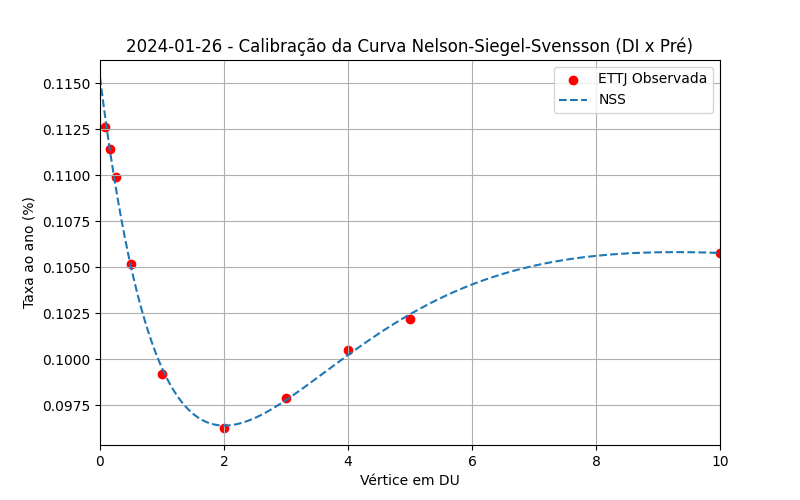 2024-01-26 - Calibração da Curva Nelson-Siegel-Svensson (DI x Pré)
ETTJ Observada
NSS
Taxa ao ano (%)
0.1150
0.1125
0.1100
0.1075
0.1050
0.1025
0.1000
0.0975
0
2
4
6
8
10
Vértice em DU